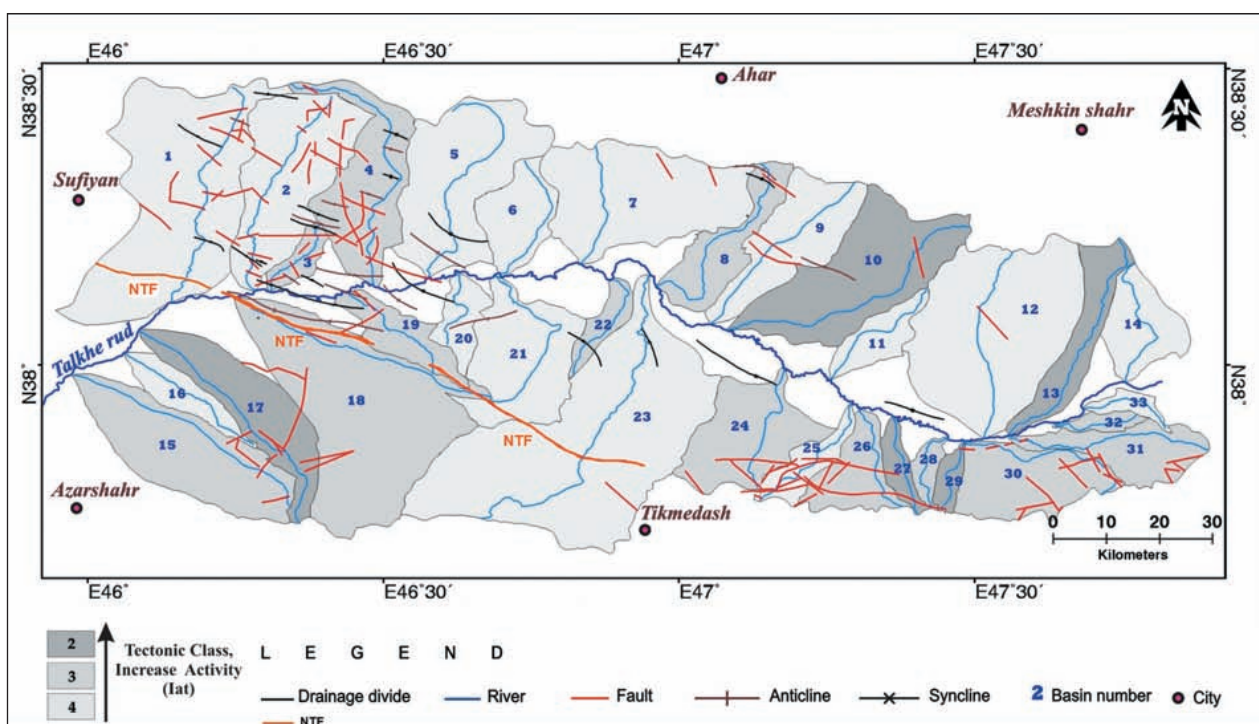 E46° E46°30′ E47° E47°30′
N38°30′ N38°30′
Ahar
Meshkin shahr
N
Sufiyan
1 2 3 4 5 6 7 8 9 10 11 12 13 14
NTF
NTF
NTF
Talkhe rud
N38° N38°
15 16 17 18 19 20 21 22 23 24 25 26 27 28 29 30 31 32 33
Azarshahr
Tikmedash
0 10 20 30
Kilometers
E46° E46°30′ E47° E47°30′
2
3
4
Tectonic Class,
Increase Activity
(Iat)
L E G E N D
Drainage divide River Fault Anticline Syncline 2 Basin number City
NTF